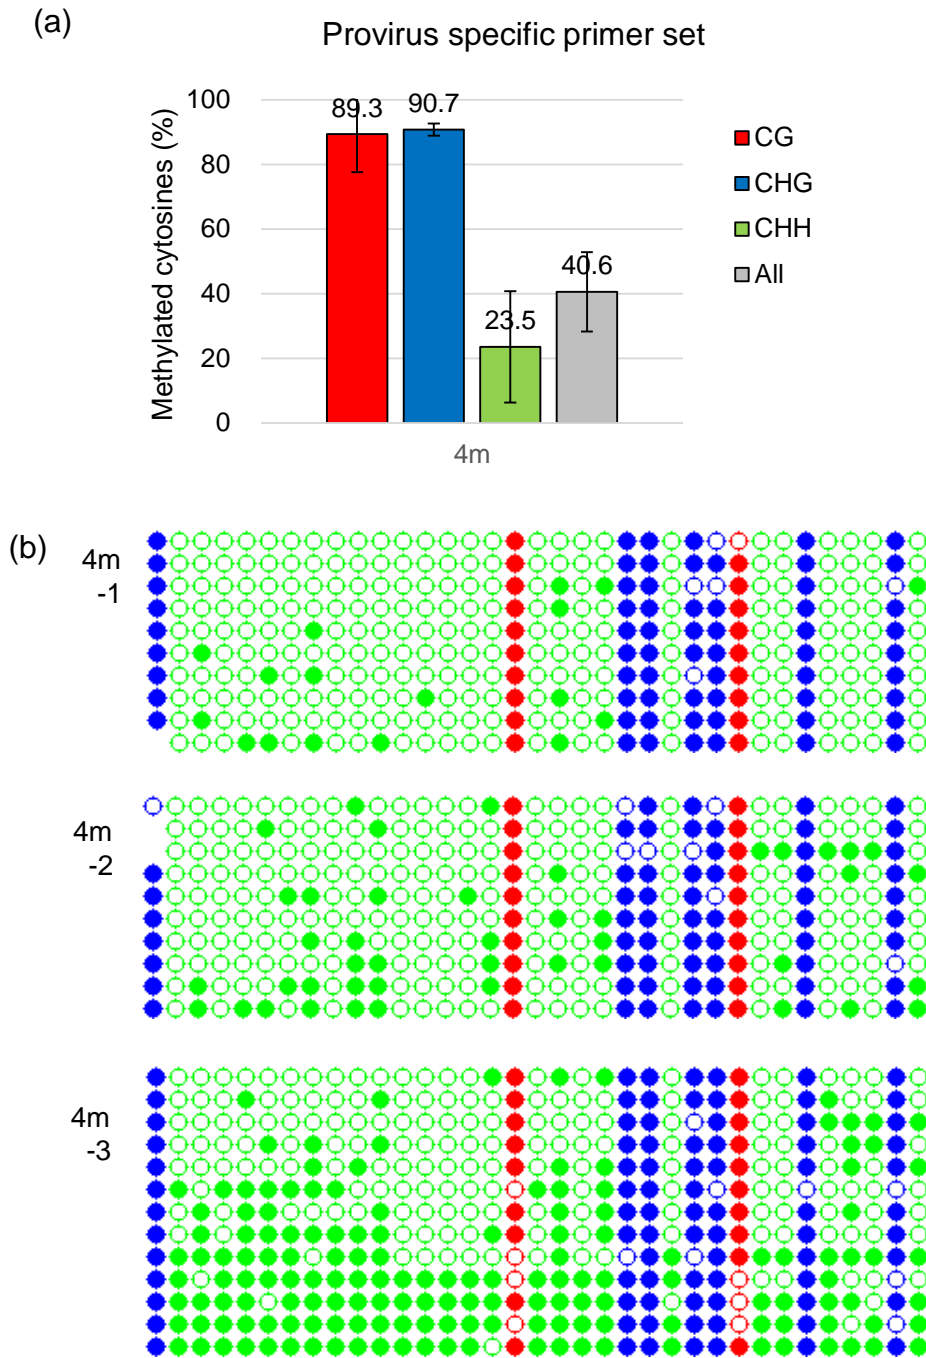 (a)
Provirus specific primer set
Methylated cytosines (%)
100
80
60
40
20
0
89.3
90.7
23.5
40.6
4m
CG
CHG
CHH
All
(b)
4m
-1
4m
-2
4m
-3